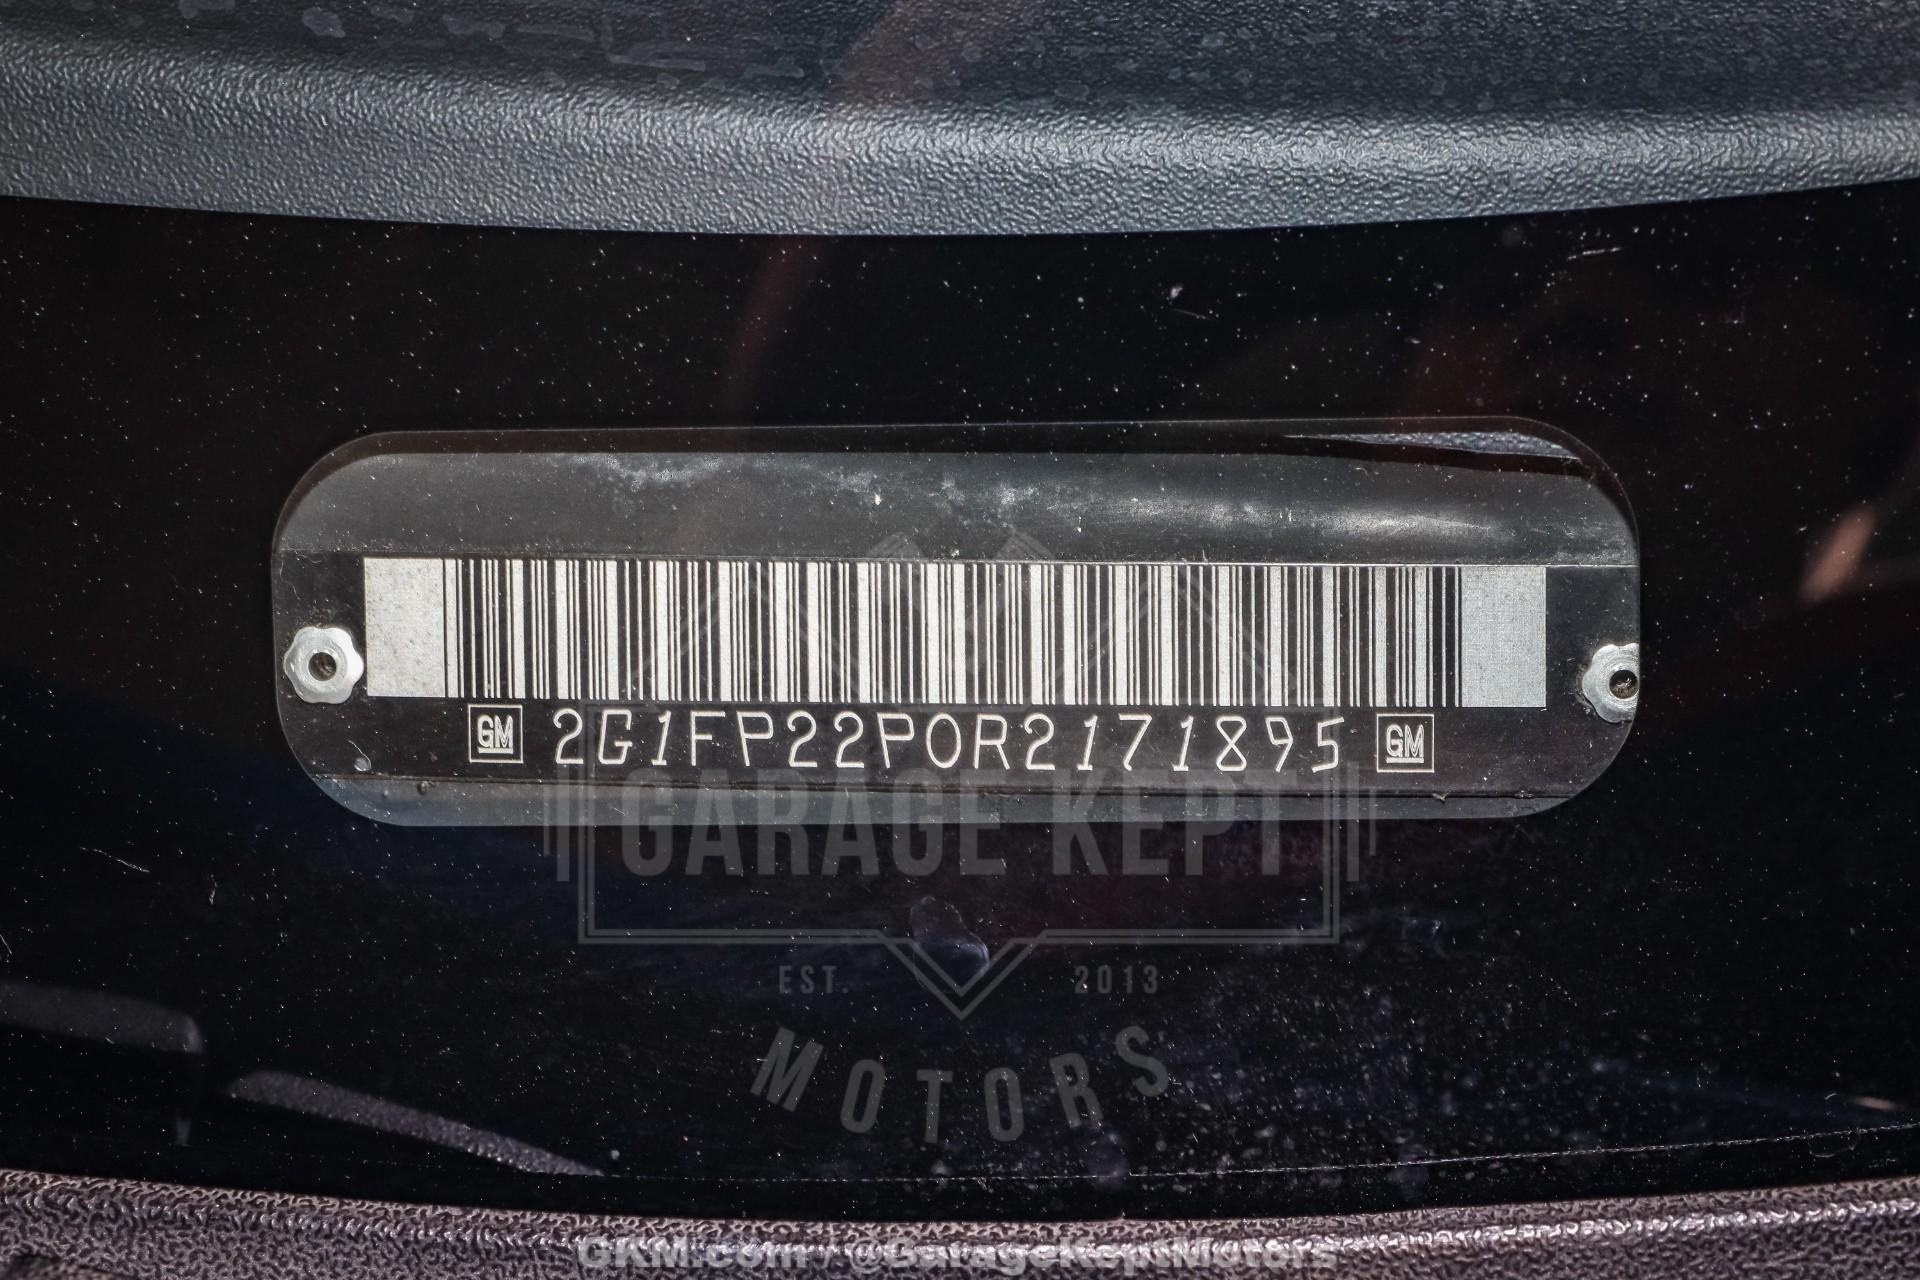 GM 2G1FP22P0R2171895 GM
GARAGE KEPT
EST. 2013
MOTORS
GKM.com / @GarageKeptMotors